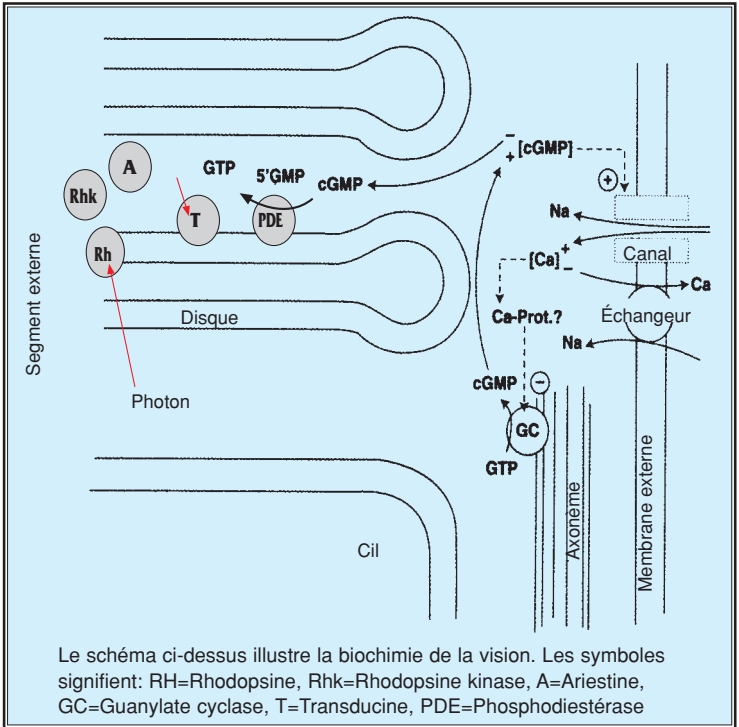 A
Rhk
Rh
T
PDE
GTP
5'GMP
cGMP
− [cGMP]
+
+
Na
Canal
[Ca] +
−
Ca
Échangeur
Na
Ca-Prot.?
cGMP
−
GC
GTP
Segment externe
Disque
Photon
Cil
Axonème
Membrane externe
Le schéma ci-dessus illustre la biochimie de la vision. Les symboles
signifient: RH=Rhodopsine, Rhk=Rhodopsine kinase, A=Ariestine,
GC=Guanylate cyclase, T=Transducine, PDE=Phosphodiestérase